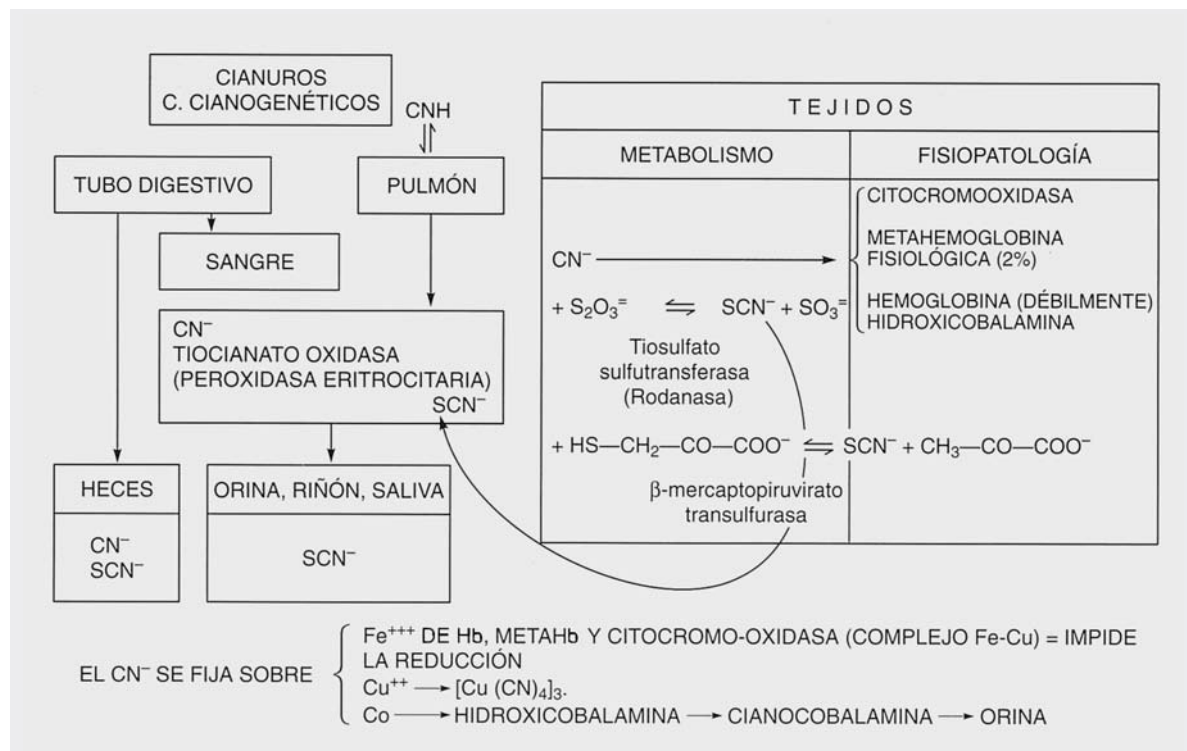 CIANUROS
C. CIANOGENÉTICOS
CNH
TUBO DIGESTIVO
PULMÓN
SANGRE
CN⁻
TIOCIANATO OXIDASA
(PEROXIDASA ERITROCITARIA)
SCN⁻
HECES
CN⁻
SCN⁻
ORINA, RIÑÓN, SALIVA
SCN⁻
TEJIDOS
METABOLISMO
FISIOPATOLOGÍA
CN⁻
CITOCROMOOXIDASA
METAHEMOGLOBINA
FISIOLÓGICA (2%)
HEMOGLOBINA (DÉBILMENTE)
HIDROXICOBALAMINA
+ S₂O₃⁼ ⇌ SCN⁻ + SO₃⁼
Tiosulfato
sulfutransferasa
(Rodanasa)
+ HS—CH₂—CO—COO⁻ ⇌ SCN⁻ + CH₃—CO—COO⁻
β-mercaptopiruvirato
transulfurasa
EL CN⁻ SE FIJA SOBRE
Fe⁺⁺⁺ DE Hb, METAHb Y CITOCROMO-OXIDASA (COMPLEJO Fe-Cu) = IMPIDE
LA REDUCCIÓN
Cu⁺⁺ → [Cu (CN)₄]₃.
Co → HIDROXICOBALAMINA → CIANOCOBALAMINA → ORINA